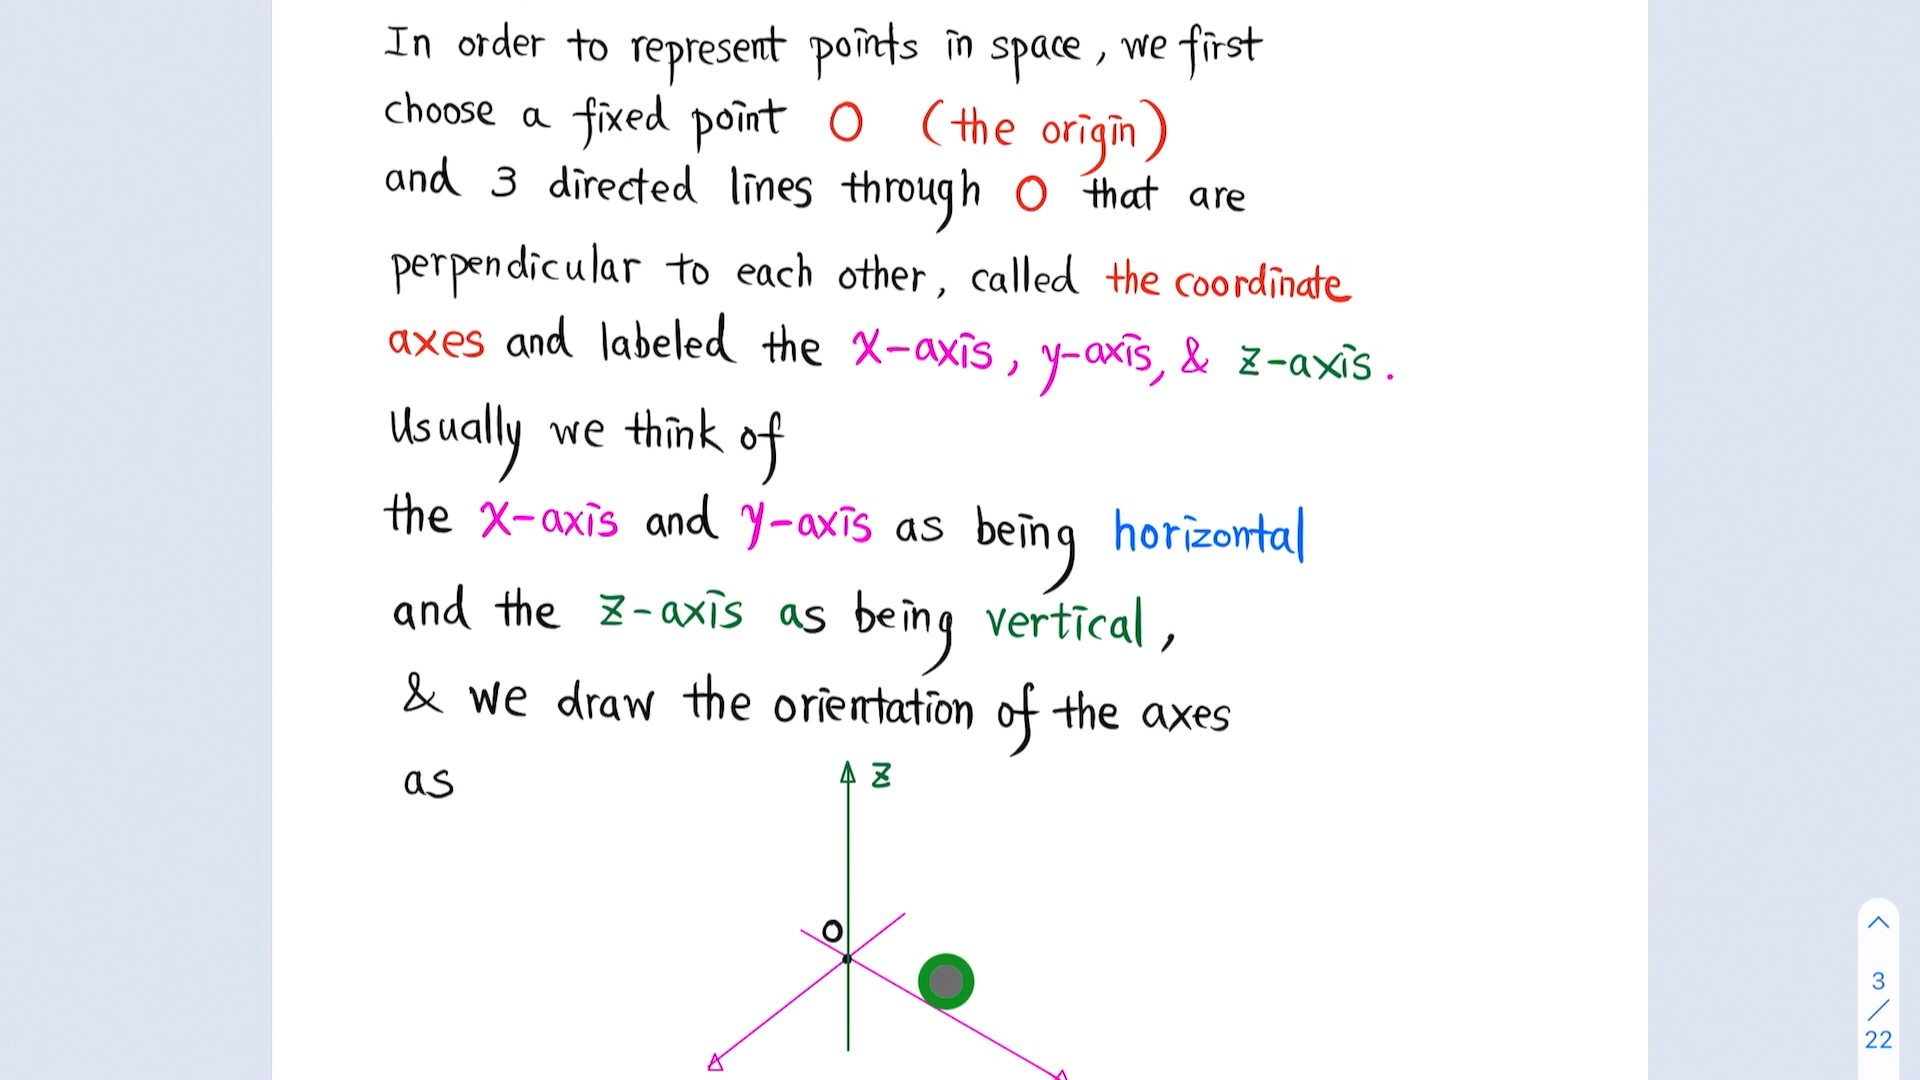 In order to represent points in space, we first
choose a fixed point O (the origin)
and 3 directed lines through O that are
perpendicular to each other, called the coordinate
axes and labeled the x-axis, y-axis, & z-axis.
Usually we think of
the x-axis and y-axis as being horizontal
and the z-axis as being vertical,
& we draw the orientation of the axes
as
z
O
3
/
22